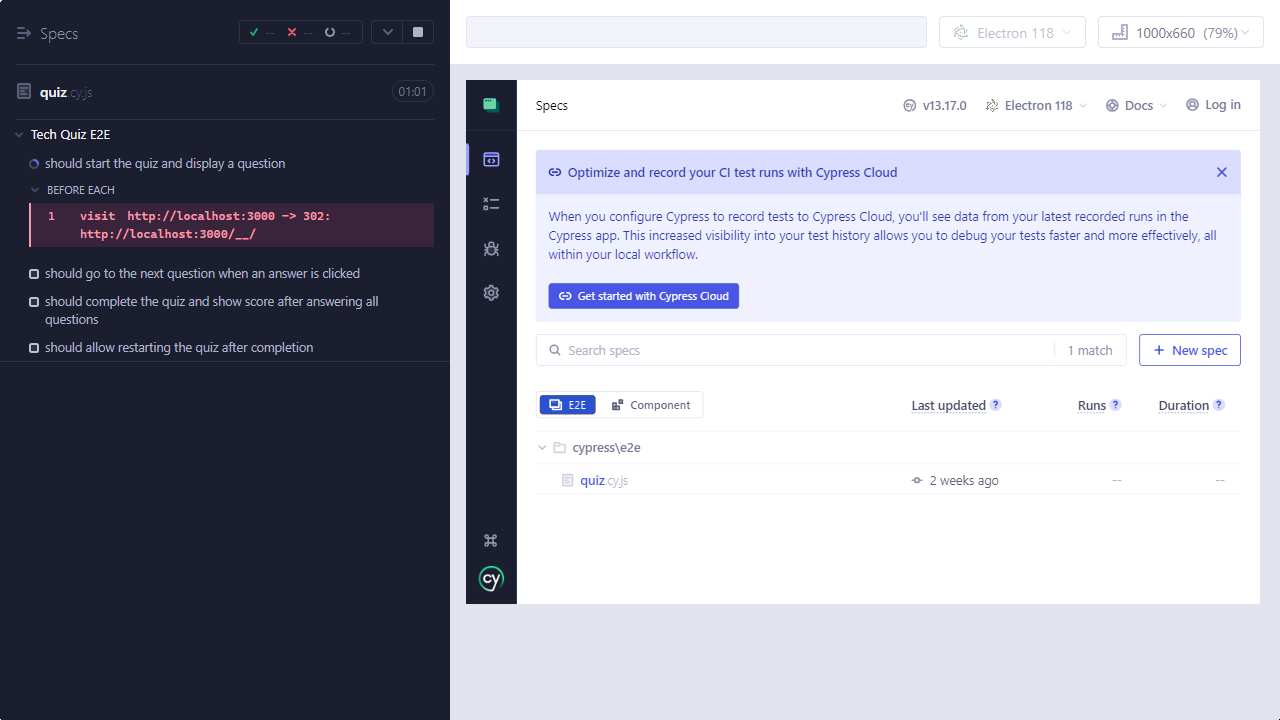 Specs
--
--
--
quiz.cy.js
01:01
Tech Quiz E2E
should start the quiz and display a question
BEFORE EACH
1 visit http://localhost:3000 -> 302:
http://localhost:3000/__/
should go to the next question when an answer is clicked
should complete the quiz and show score after answering all
questions
should allow restarting the quiz after completion
Electron 118
1000x660 (79%)
Specs
v13.17.0
Electron 118
Docs
Log in
Optimize and record your CI test runs with Cypress Cloud
When you configure Cypress to record tests to Cypress Cloud, you'll see data from your latest recorded runs in the
Cypress app. This increased visibility into your test history allows you to debug your tests faster and more effectively, all
within your local workflow.
Get started with Cypress Cloud
Search specs
1 match
New spec
E2E
Component
Last updated ?
Runs ?
Duration ?
cypress\e2e
quiz.cy.js
2 weeks ago
--
--
cy